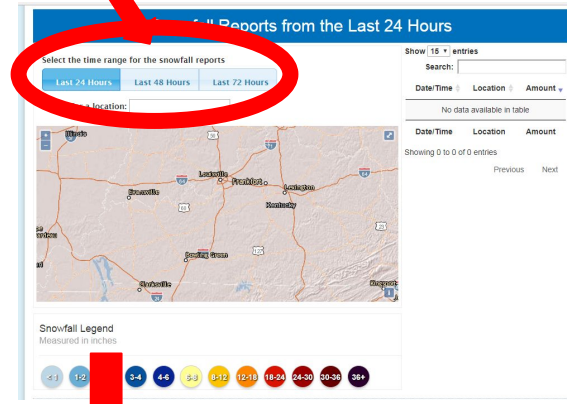 fall Reports from the Last 24 Hours
Select the time range for the snowfall reports
Last 24 Hours Last 48 Hours Last 72 Hours
a location:
Show 15 entries
Search:
Date/Time Location Amount
No data available in table
Date/Time Location Amount
Showing 0 to 0 of 0 entries
Previous Next
+
−
Illinois
Louisville
Frankfort
Lexington
Evansville
Kentucky
Bowling Green
Clarksville
i
Snowfall Legend
Measured in inches
<1 1-2 3-4 4-6 6-8 8-12 12-18 18-24 24-30 30-36 36+